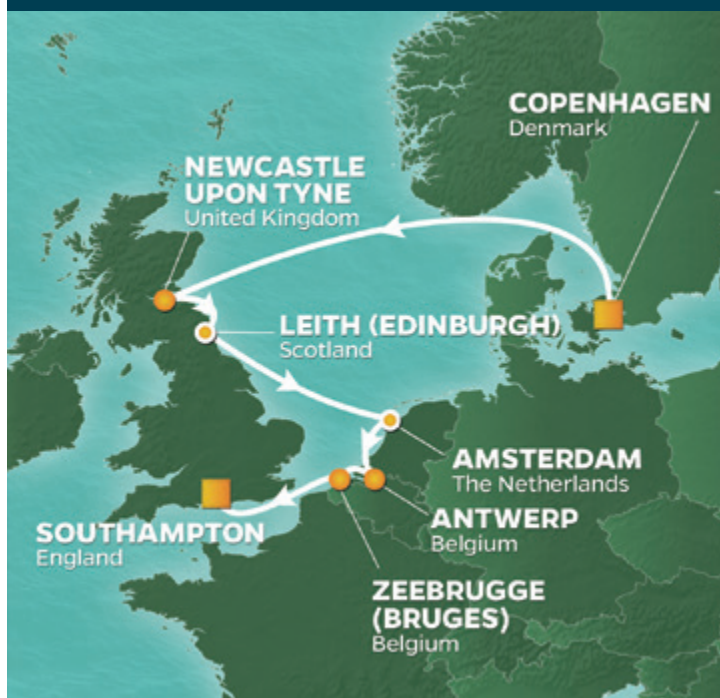 COPENHAGEN
Denmark
NEWCASTLE
UPON TYNE
United Kingdom
LEITH (EDINBURGH)
Scotland
AMSTERDAM
The Netherlands
ANTWERP
Belgium
SOUTHAMPTON
England
ZEEBRUGGE
(BRUGES)
Belgium